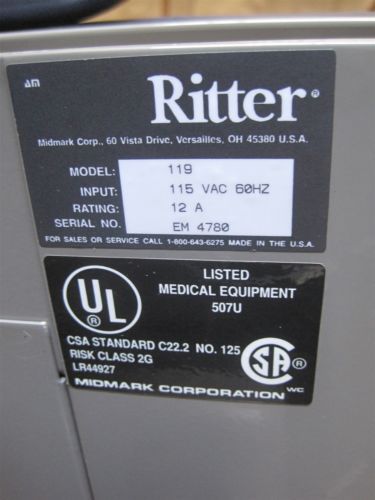 Ritter®
Midmark Corp., 60 Vista Drive, Versailles, OH 45380 U.S.A.
MODEL: 119
INPUT: 115 VAC 60HZ
RATING: 12 A
SERIAL NO. EM 4780
FOR SALES OR SERVICE CALL 1-800-643-6275 MADE IN THE U.S.A.
UL®
LISTED
MEDICAL EQUIPMENT
507U
CSA STANDARD C22.2 NO. 125
RISK CLASS 2G
LR44927
SA®
MIDMARK CORPORATION
WC